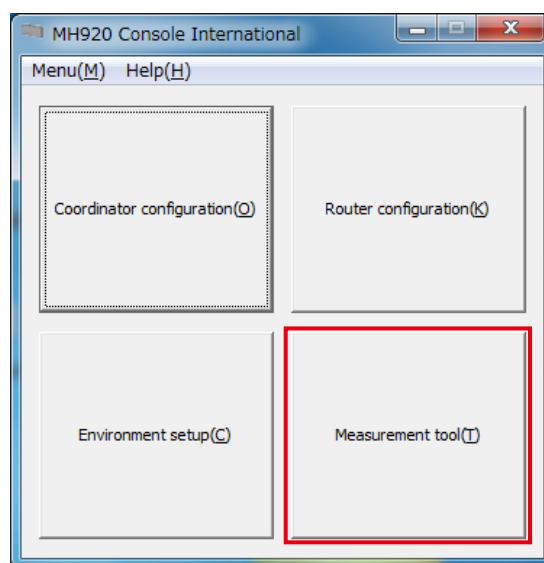 MH920 Console International
Menu(M) Help(H)
Coordinator configuration(O) Router configuration(K)
Environment setup(C) Measurement tool(T)